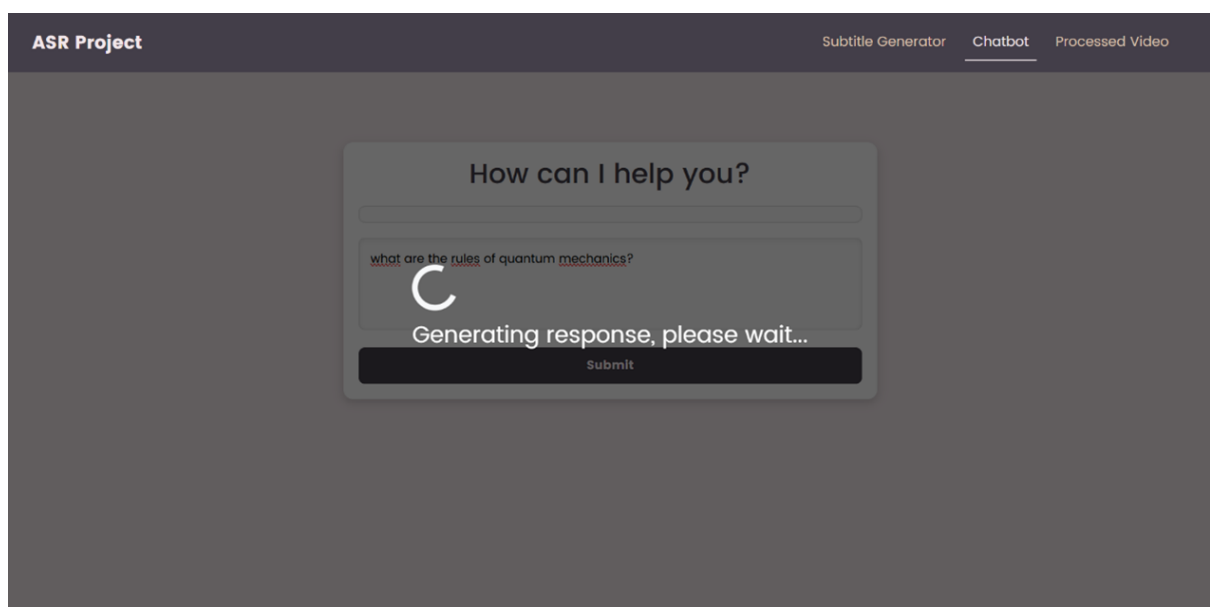 ASR Project
Subtitle Generator Chatbot Processed Video
How can I help you?
what are the rules of quantum mechanics?
Generating response, please wait...
Submit